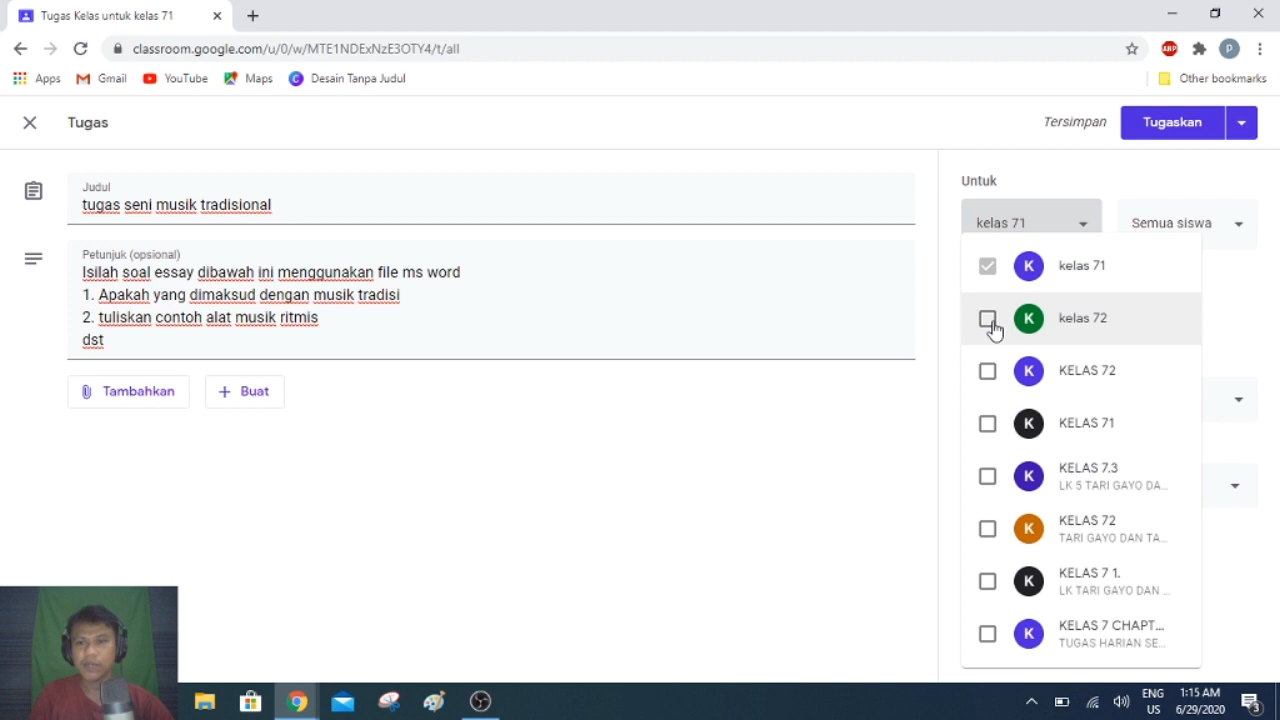 Tugas Kelas untuk kelas 71
classroom.google.com/u/0/w/MTE1NDExNzE3OTY4/t/all
ABP
P
Apps
Gmail
YouTube
Maps
C
Desain Tanpa Judul
Other bookmarks
Tugas
Tersimpan
Tugaskan
Judul
tugas seni musik tradisional
Petunjuk (opsional)
Isilah soal essay dibawah ini menggunakan file ms word
1. Apakah yang dimaksud dengan musik tradisi
2. tuliskan contoh alat musik ritmis
dst
Tambahkan
Buat
Untuk
kelas 71
Semua siswa
K kelas 71
K kelas 72
K KELAS 72
K KELAS 71
K KELAS 7.3
LK 5 TARI GAYO DA...
K KELAS 72
TARI GAYO DAN TA...
K KELAS 7 1.
LK TARI GAYO DAN ...
K KELAS 7 CHAPT...
TUGAS HARIAN SE...
ENG
US
1:15 AM
6/29/2020
3